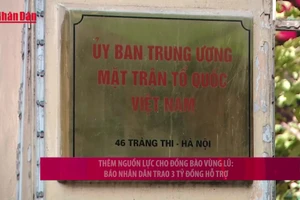 Nhân Dân
ỦY BAN TRUNG ƯƠNG
MẶT TRẬN TỔ QUỐC
VIỆT NAM
46 TRÀNG THI - HÀ NỘI
THÊM NGUỒN LỰC CHO ĐỒNG BÀO VÙNG LŨ:
BÁO NHÂN DÂN TRAO 3 TỶ ĐỒNG HỖ TRỢ